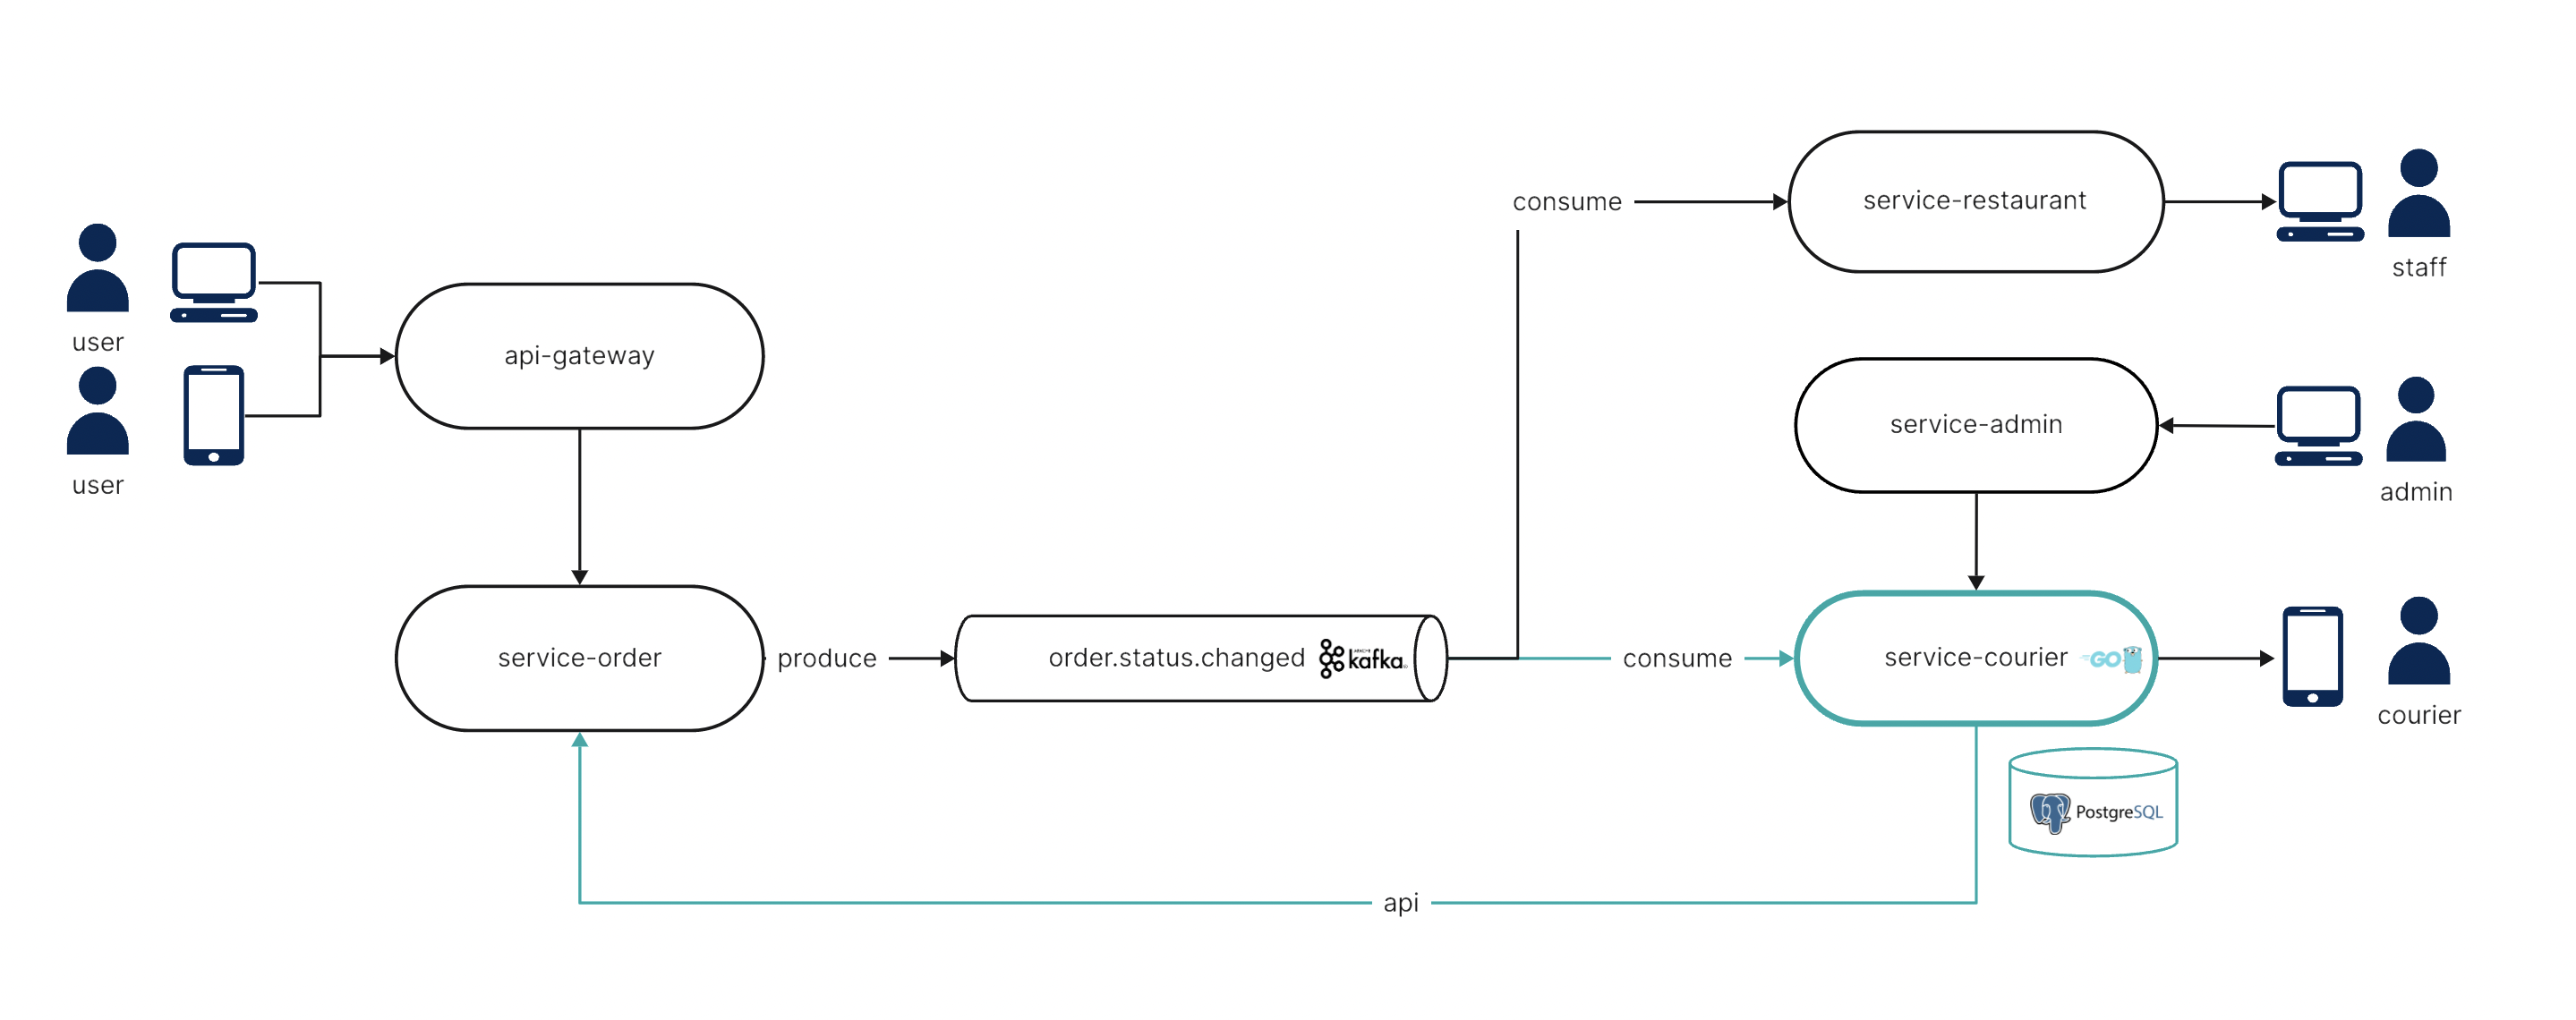 user
user
api-gateway
service-order
produce
order.status.changed
kafka
consume
consume
service-restaurant
staff
service-admin
admin
service-courier
GO
courier
PostgreSQL
api